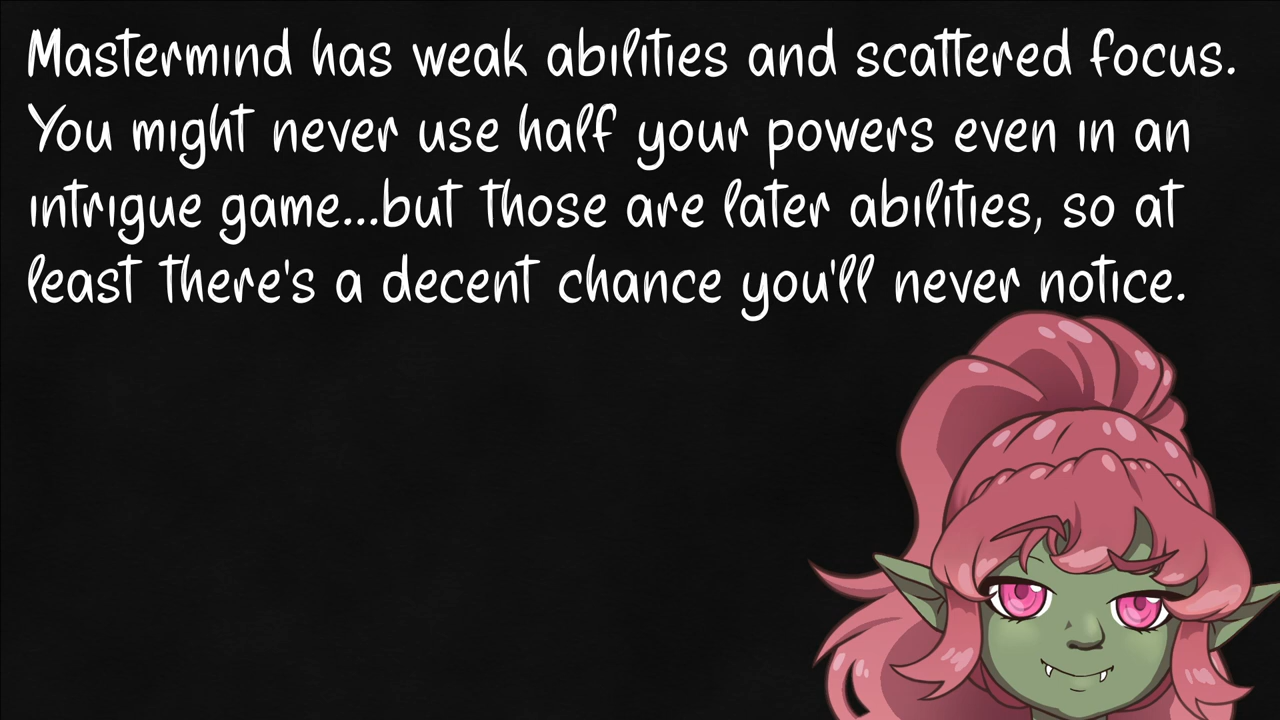 Mastermind has weak abilities and scattered focus.
You might never use half your powers even in an
intrigue game...but those are later abilities, so at
least there's a decent chance you'll never notice.